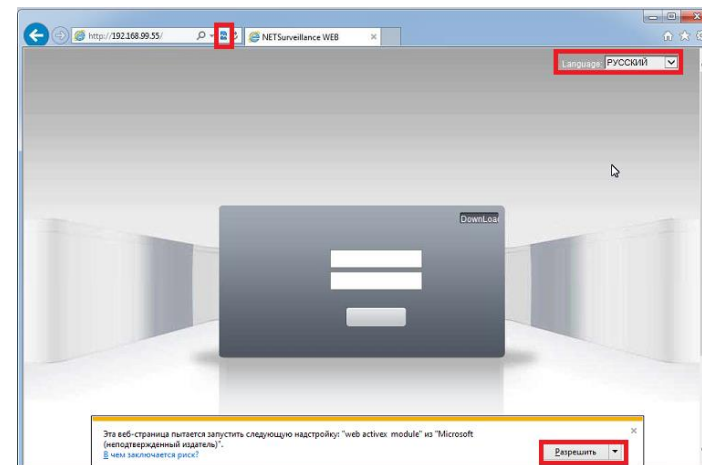 http://192.168.99.55/
NETSurveillance WEB
Language: РУССКИЙ
DownLoad
Эта веб-страница пытается запустить следующую надстройку: "web activex module" из "Microsoft
(неподтвержденный издатель)".
В чем заключается риск?
Разрешить